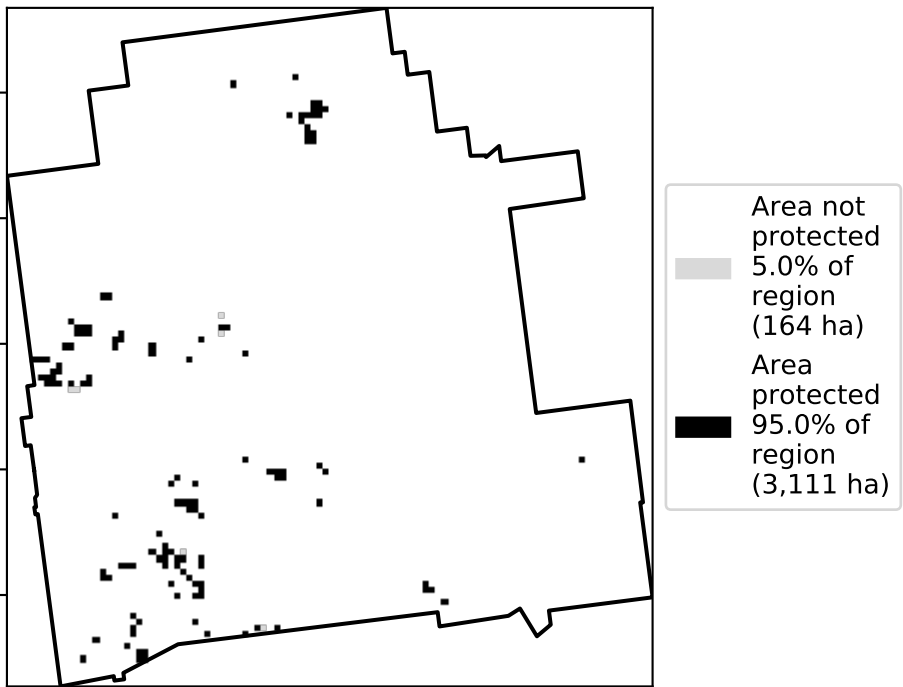 Area not
protected
5.0% of
region
(164 ha)
Area
protected
95.0% of
region
(3,111 ha)